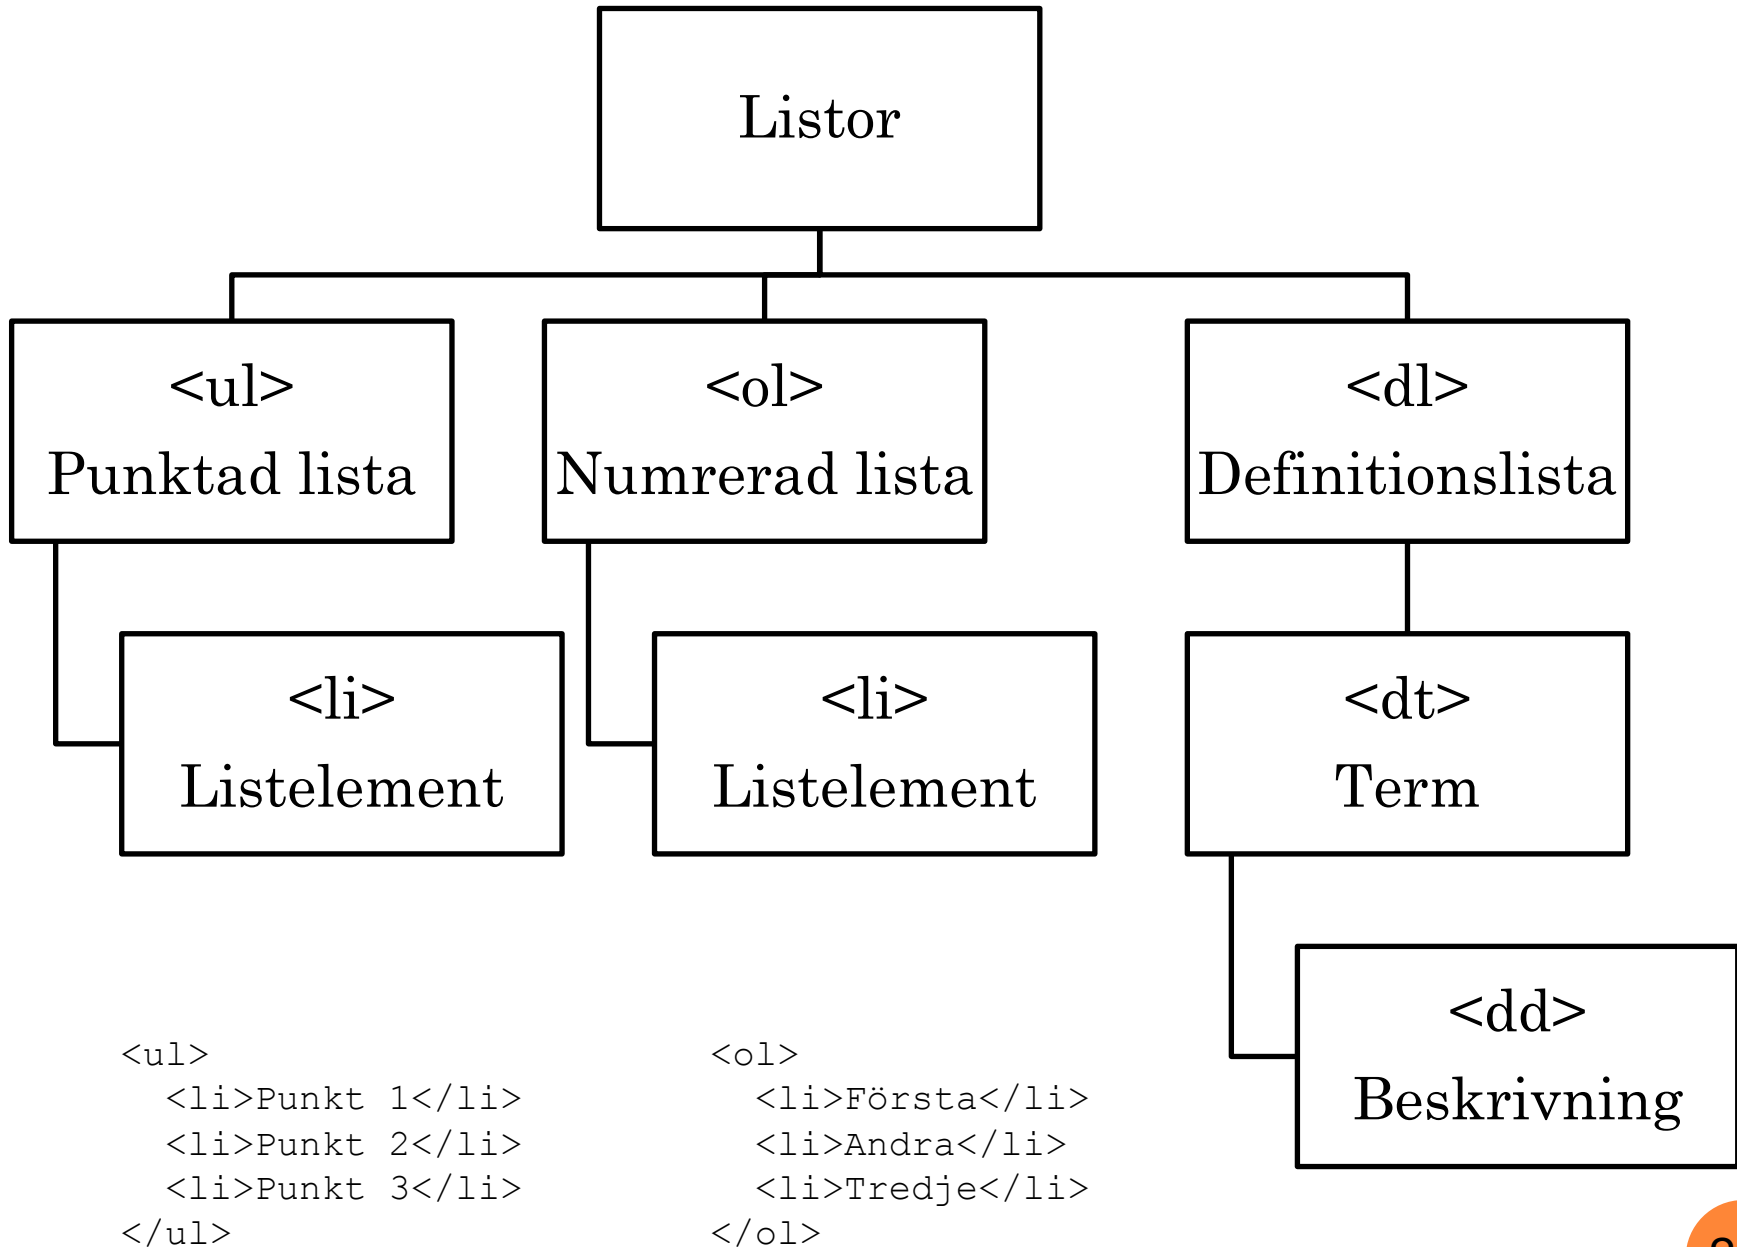 Listor
<ul>
Punktad lista
<ol>
Numrerad lista
<dl>
Definitionslista
<li>
Listelement
<li>
Listelement
<dt>
Term
<dd>
Beskrivning
<ul>
<li>Punkt 1</li>
<li>Punkt 2</li>
<li>Punkt 3</li>
</ul>
<ol>
<li>Första</li>
<li>Andra</li>
<li>Tredje</li>
</ol>